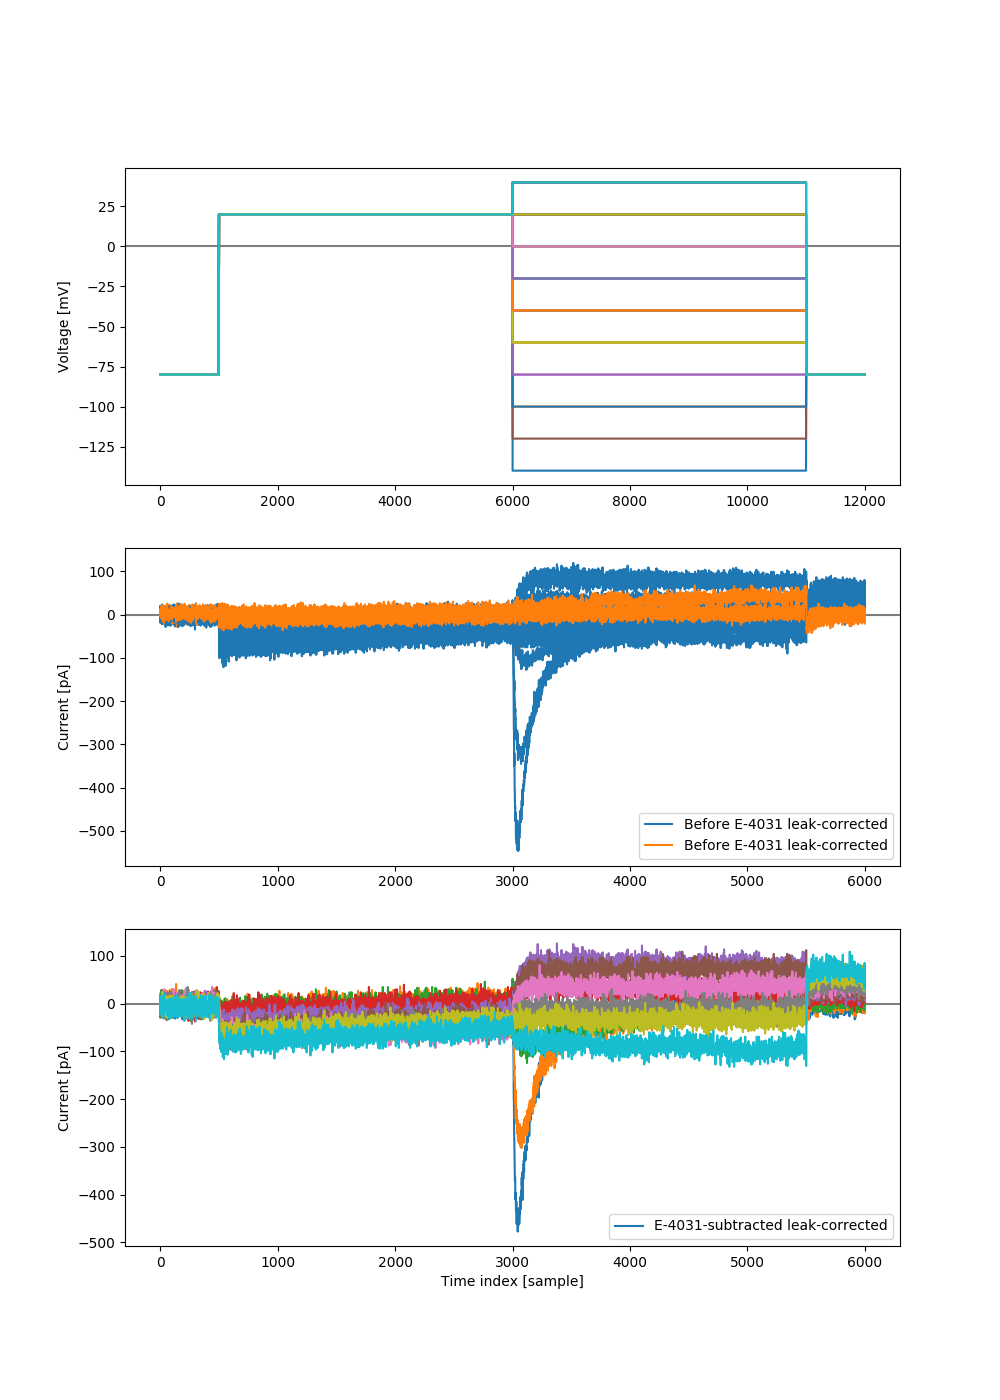 25
0
−25
−50
−75
−100
−125
Voltage [mV]
0 2000 4000 6000 8000 10000 12000
100
0
−100
−200
−300
−400
−500
Current [pA]
Before E-4031 leak-corrected
Before E-4031 leak-corrected
0 1000 2000 3000 4000 5000 6000
100
0
−100
−200
−300
−400
−500
Current [pA]
E-4031-subtracted leak-corrected
0 1000 2000 3000 4000 5000 6000
Time index [sample]